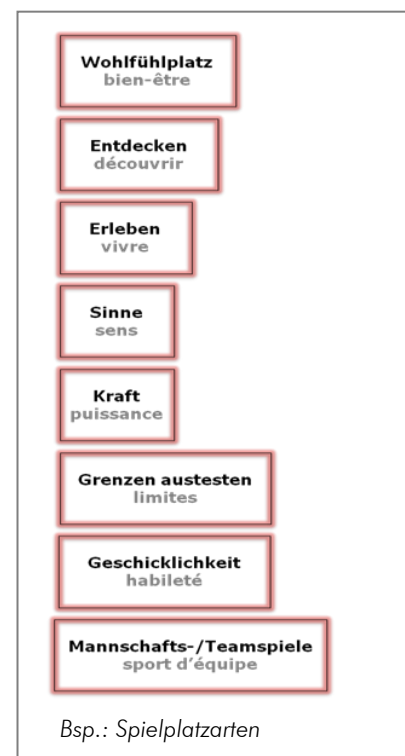 Wohlfühlplatz
bien-être
Entdecken
découvrir
Erleben
vivre
Sinne
sens
Kraft
puissance
Grenzen austesten
limites
Geschicklichkeit
habileté
Mannschafts-/Teamspiele
sport d'équipe
Bsp.: Spielplatzarten